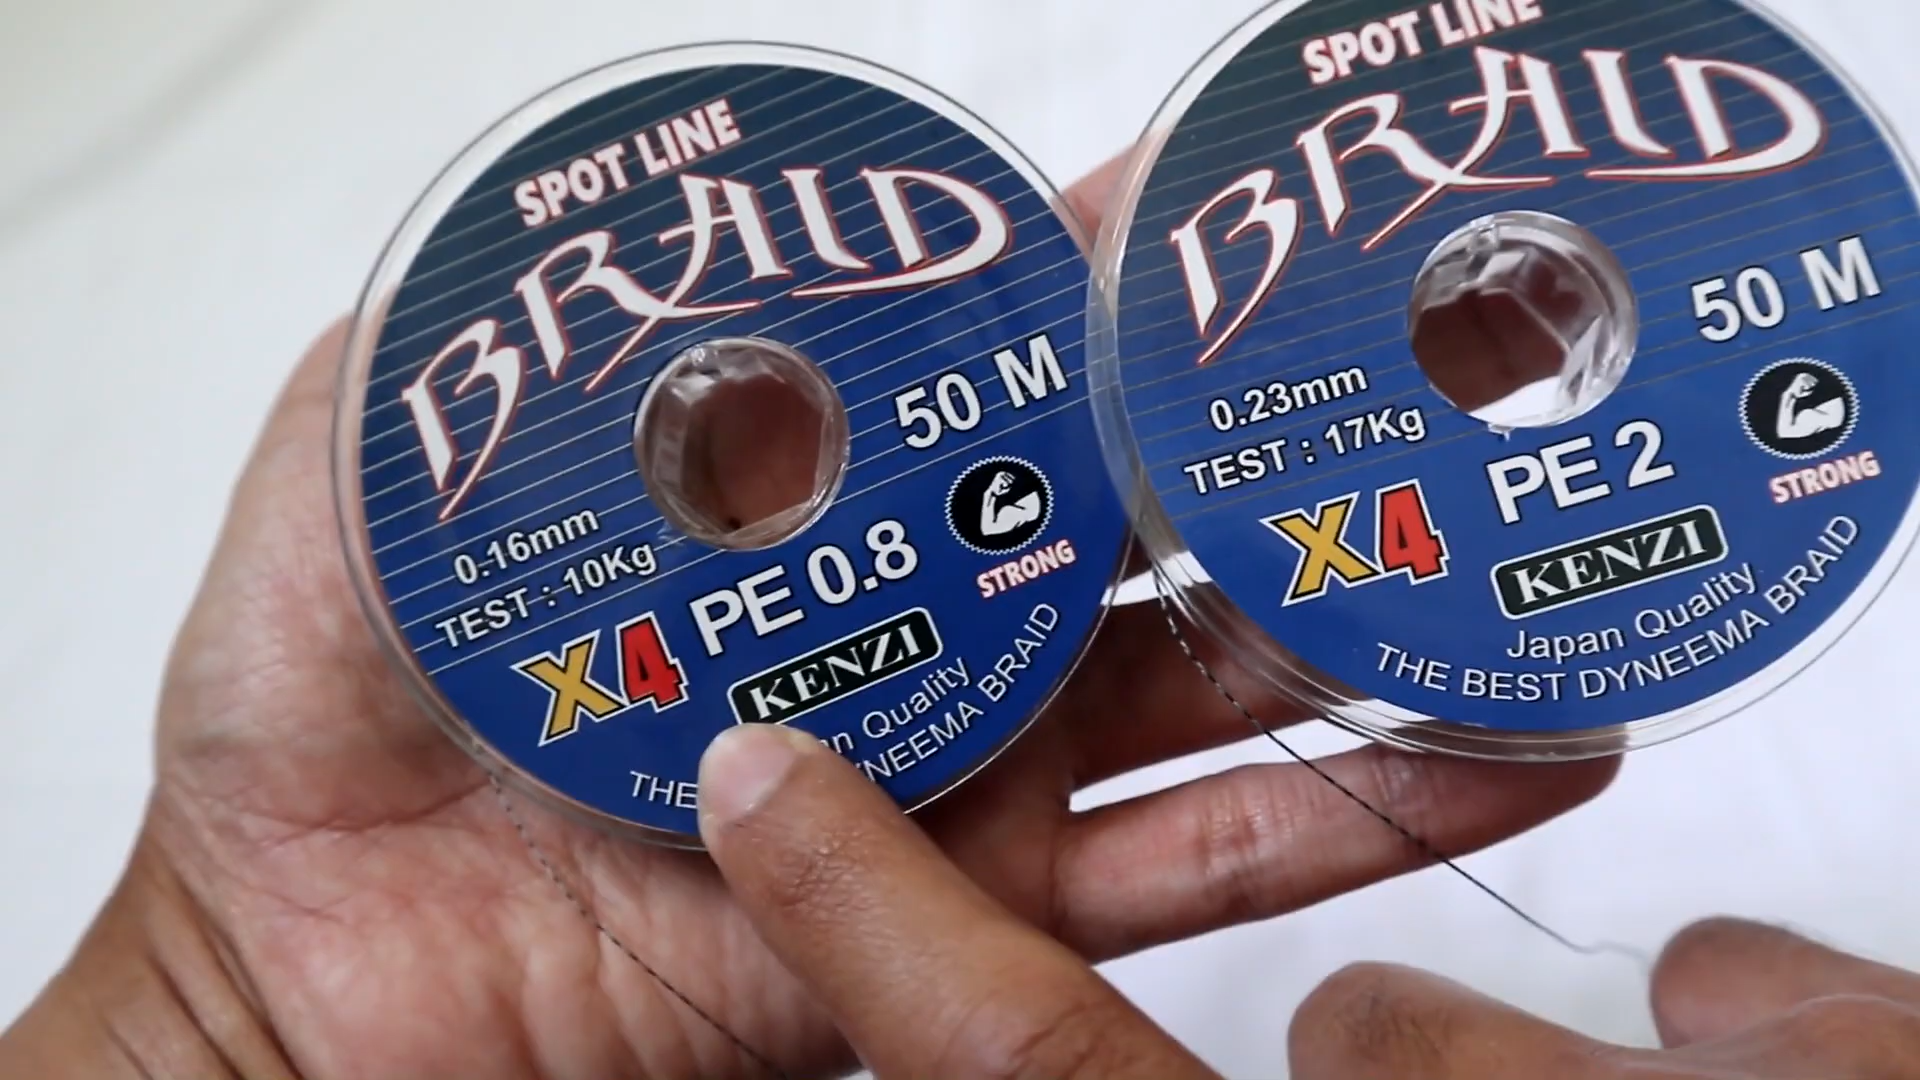 SPOT LINE
BRAID
50 M
0.16mm
TEST : 10Kg
X4 PE 0.8
STRONG
KENZI
Quality
THE
BRAID
SPOT LINE
BRAID
50 M
0.23mm
TEST : 17Kg
X4 PE 2
STRONG
KENZI
Japan Quality
THE BEST DYNEEMA BRAID